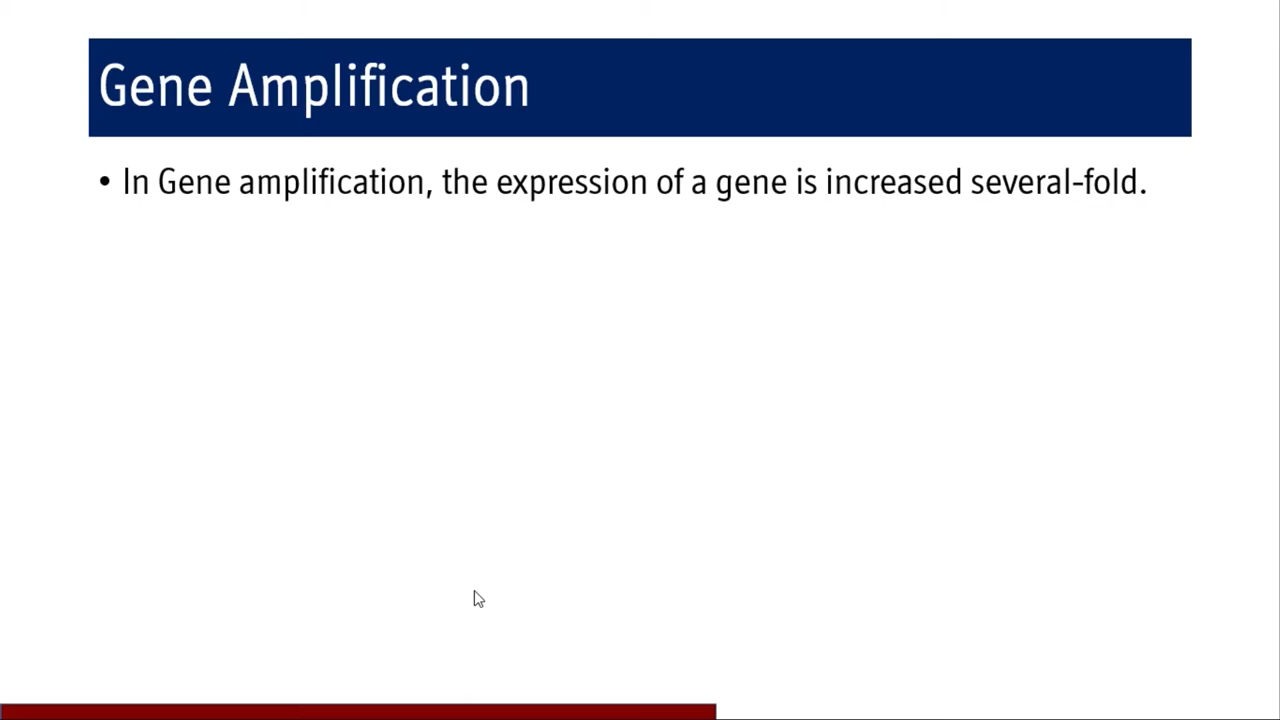 Gene Amplification
• In Gene amplification, the expression of a gene is increased several-fold.